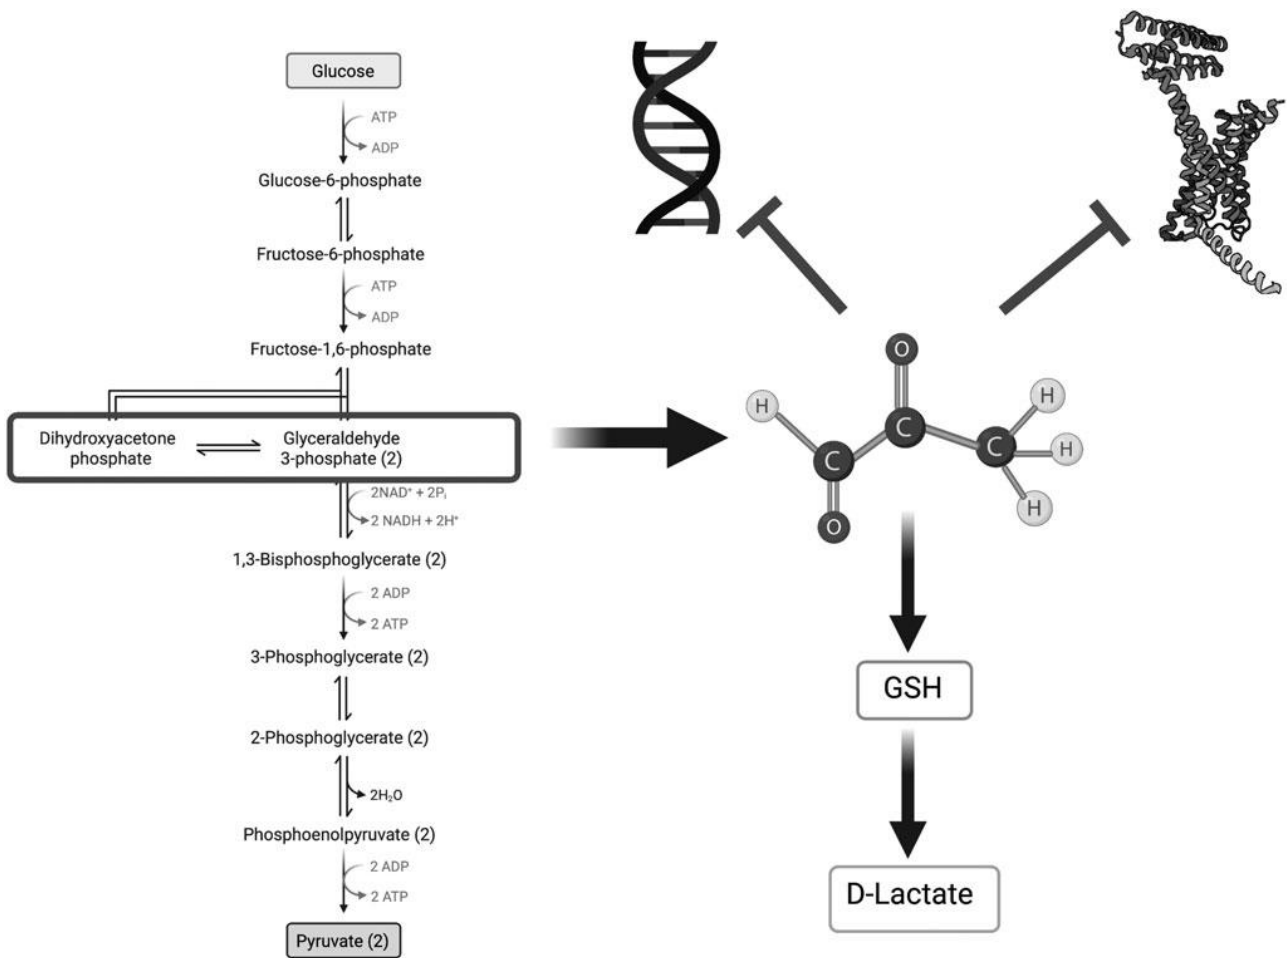 Glucose
ATP
ADP
Glucose-6-phosphate
Fructose-6-phosphate
ATP
ADP
Fructose-1,6-phosphate
Dihydroxyacetone
phosphate
Glyceraldehyde
3-phosphate (2)
2NAD⁺ + 2Pᵢ
2 NADH + 2H⁺
1,3-Bisphosphoglycerate (2)
2 ADP
2 ATP
3-Phosphoglycerate (2)
2-Phosphoglycerate (2)
2H₂O
Phosphoenolpyruvate (2)
2 ADP
2 ATP
Pyruvate (2)
O
H
H
C
C
C
H
H
O
GSH
D-Lactate